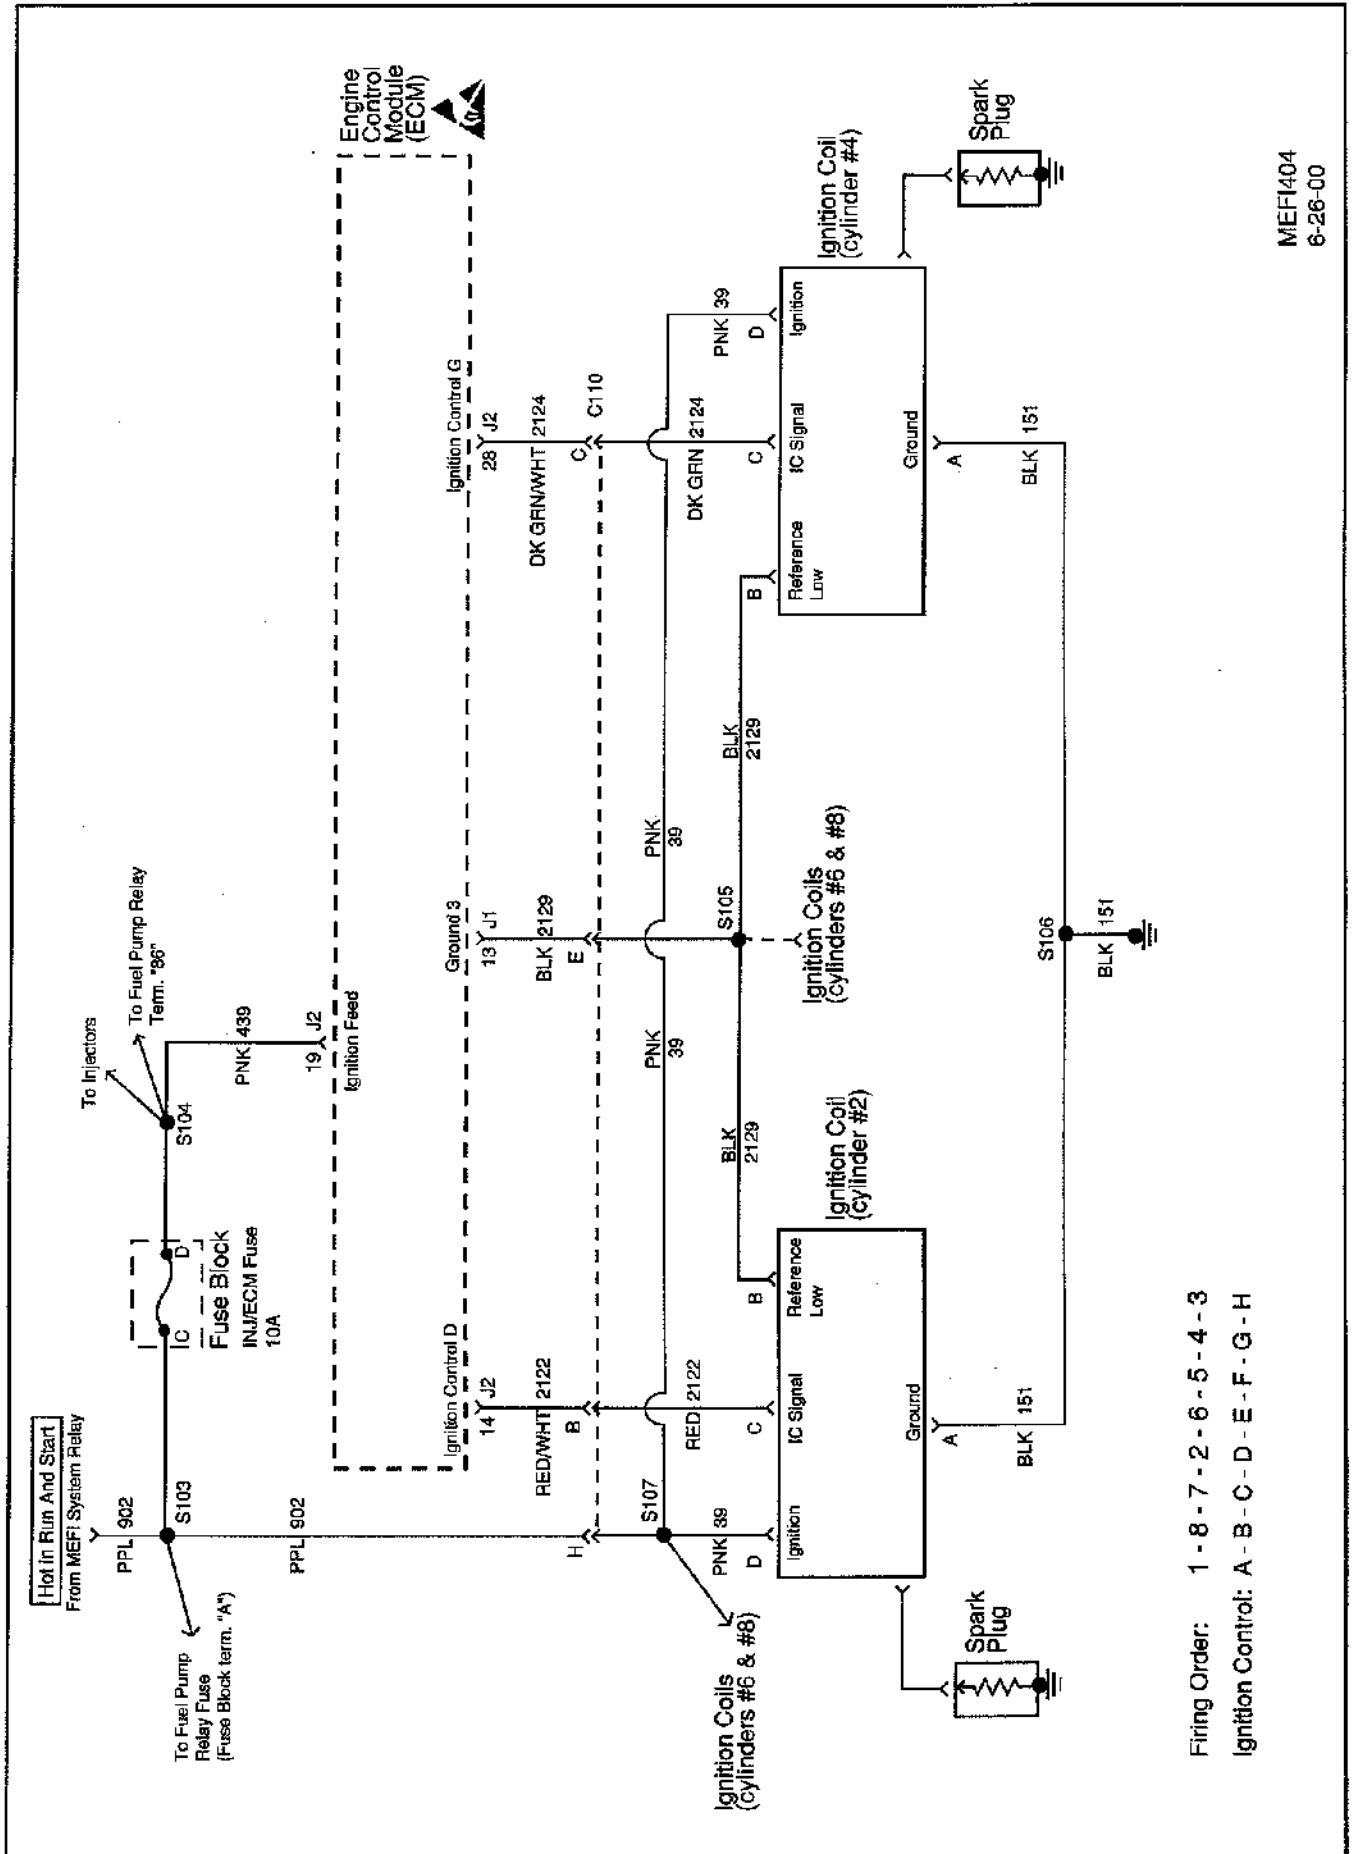 Hot in Run And Start
From MEFI System Relay
PPL 902
S103
To Fuel Pump
Relay Fuse
(Fuse Block term. "A")
PPL 902
C
D
Fuse Block
INJ/ECM Fuse
10A
S104
To Injectors
To Fuel Pump Relay
Term. "86"
PNK 439
19 J2
Ignition Feed
Engine
Control
Module
(ECM)
Ignition Control D
14 J2
RED/WHT 2122
B
Ground 3
13 J1
BLK 2129
E
Ignition Control G
28 J2
DK GRN/WHT 2124
C
C110
H
S107
PNK 39
D
RED 2122
C
PNK
39
PNK
39
DK GRN 2124
C
PNK 39
D
Ignition Coils
(cylinders #6 & #8)
B
BLK
2129
S105
BLK
2129
B
Ignition Coils
(cylinders #6 & #8)
Ignition
IC Signal
Reference
Low
Ground
Ignition Coil
(cylinder #2)
Reference
Low
IC Signal
Ignition
Ground
Ignition Coil
(cylinder #4)
Spark
Plug
Spark
Plug
A
BLK 151
A
BLK 151
S106
BLK 151
Firing Order: 1 - 8 - 7 - 2 - 6 - 5 - 4 - 3
Ignition Control: A - B - C - D - E - F - G - H
MEFI404
6-26-00